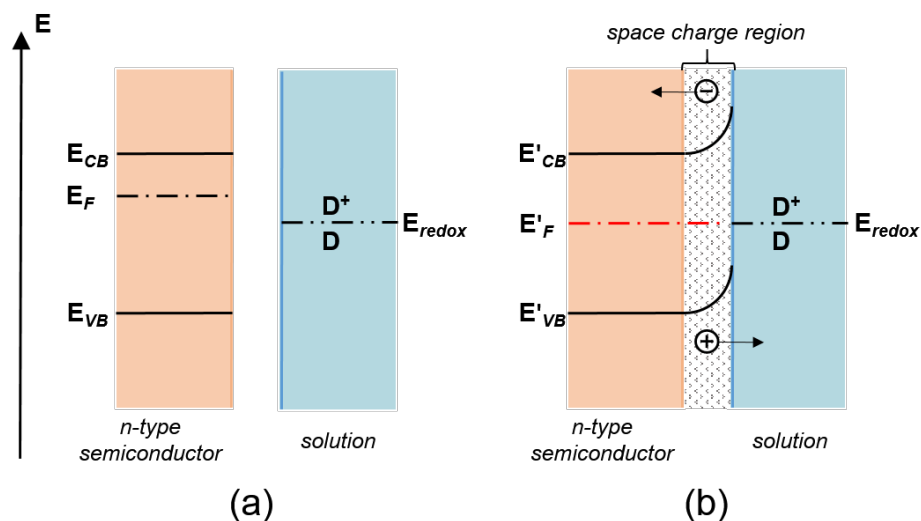 E
space charge region
−
E_CB
E_F
E_VB
D⁺
D
E_redox
E'_CB
E'_F
E'_VB
D⁺
D
E_redox
+
n-type
semiconductor
solution
n-type
semiconductor
solution
(a)
(b)